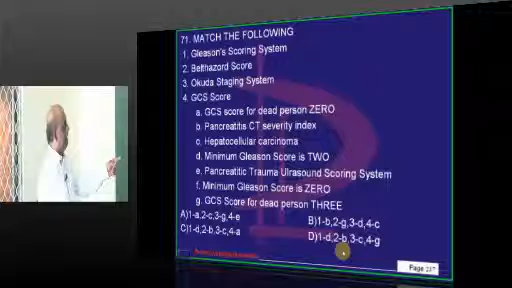 71. MATCH THE FOLLOWING
1. Gleason's Scoring System
2. Belthazord Score
3. Okuda Staging System
4. GCS Score
a. GCS score for dead person ZERO
b. Pancreatitis CT severity index
c. Hepatocellular carcinoma
d. Minimum Gleason Score is TWO
e. Pancreatitic Trauma Ulrasound Scoring System
f. Minimum Gleason Score is ZERO
g. GCS Score for dead person THREE
A)1-a,2-c,3-g,4-e B)1-b,2-g,3-d,4-c
C)1-d,2-b,3-c,4-a D)1-d,2-b,3-c,4-g
Page 237